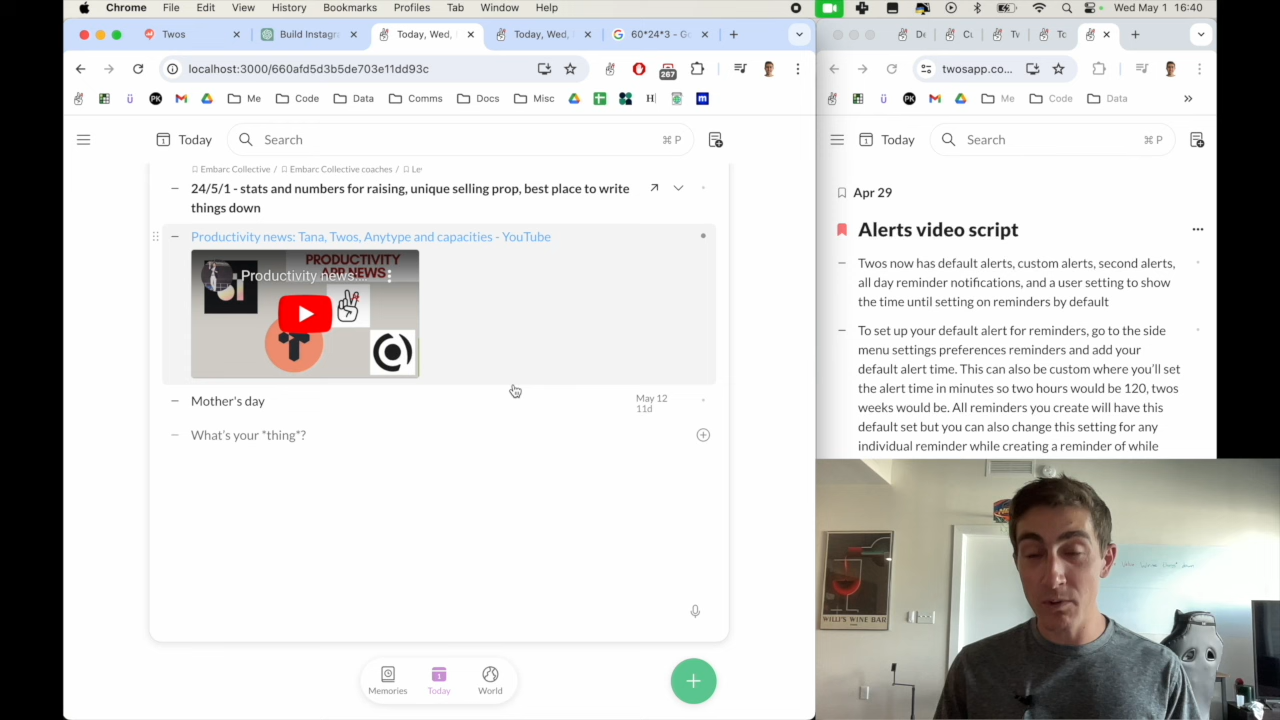 Chrome File Edit View History Bookmarks Profiles Tab Window Help Wed May 1 16:40
Twos
Build Instagr
Today, Wed,
Today, Wed,
60*24*3 - G
localhost:3000/660afd5d3b5de703e11dd93c
267
Me Code Data Comms Docs Misc
Today Search ⌘ P
Embarc Collective / Embarc Collective coaches / Le
24/5/1 - stats and numbers for raising, unique selling prop, best place to write
things down
Productivity news: Tana, Twos, Anytype and capacities - YouTube
PRODUCTIVITY
APP NEWS
Productivity news:
Mother's day
May 12
11d
What's your *thing*?
Memories Today World
twosapp.co...
Me Code Data
Today Search ⌘ P
Apr 29
Alerts video script
Twos now has default alerts, custom alerts, second alerts,
all day reminder notifications, and a user setting to show
the time until setting on reminders by default
To set up your default alert for reminders, go to the side
menu settings preferences reminders and add your
default alert time. This can also be custom where you'll set
the alert time in minutes so two hours would be 120, twos
weeks would be. All reminders you create will have this
default set but you can also change this setting for any
individual reminder while creating a reminder of while
WILLI'S WINE BAR